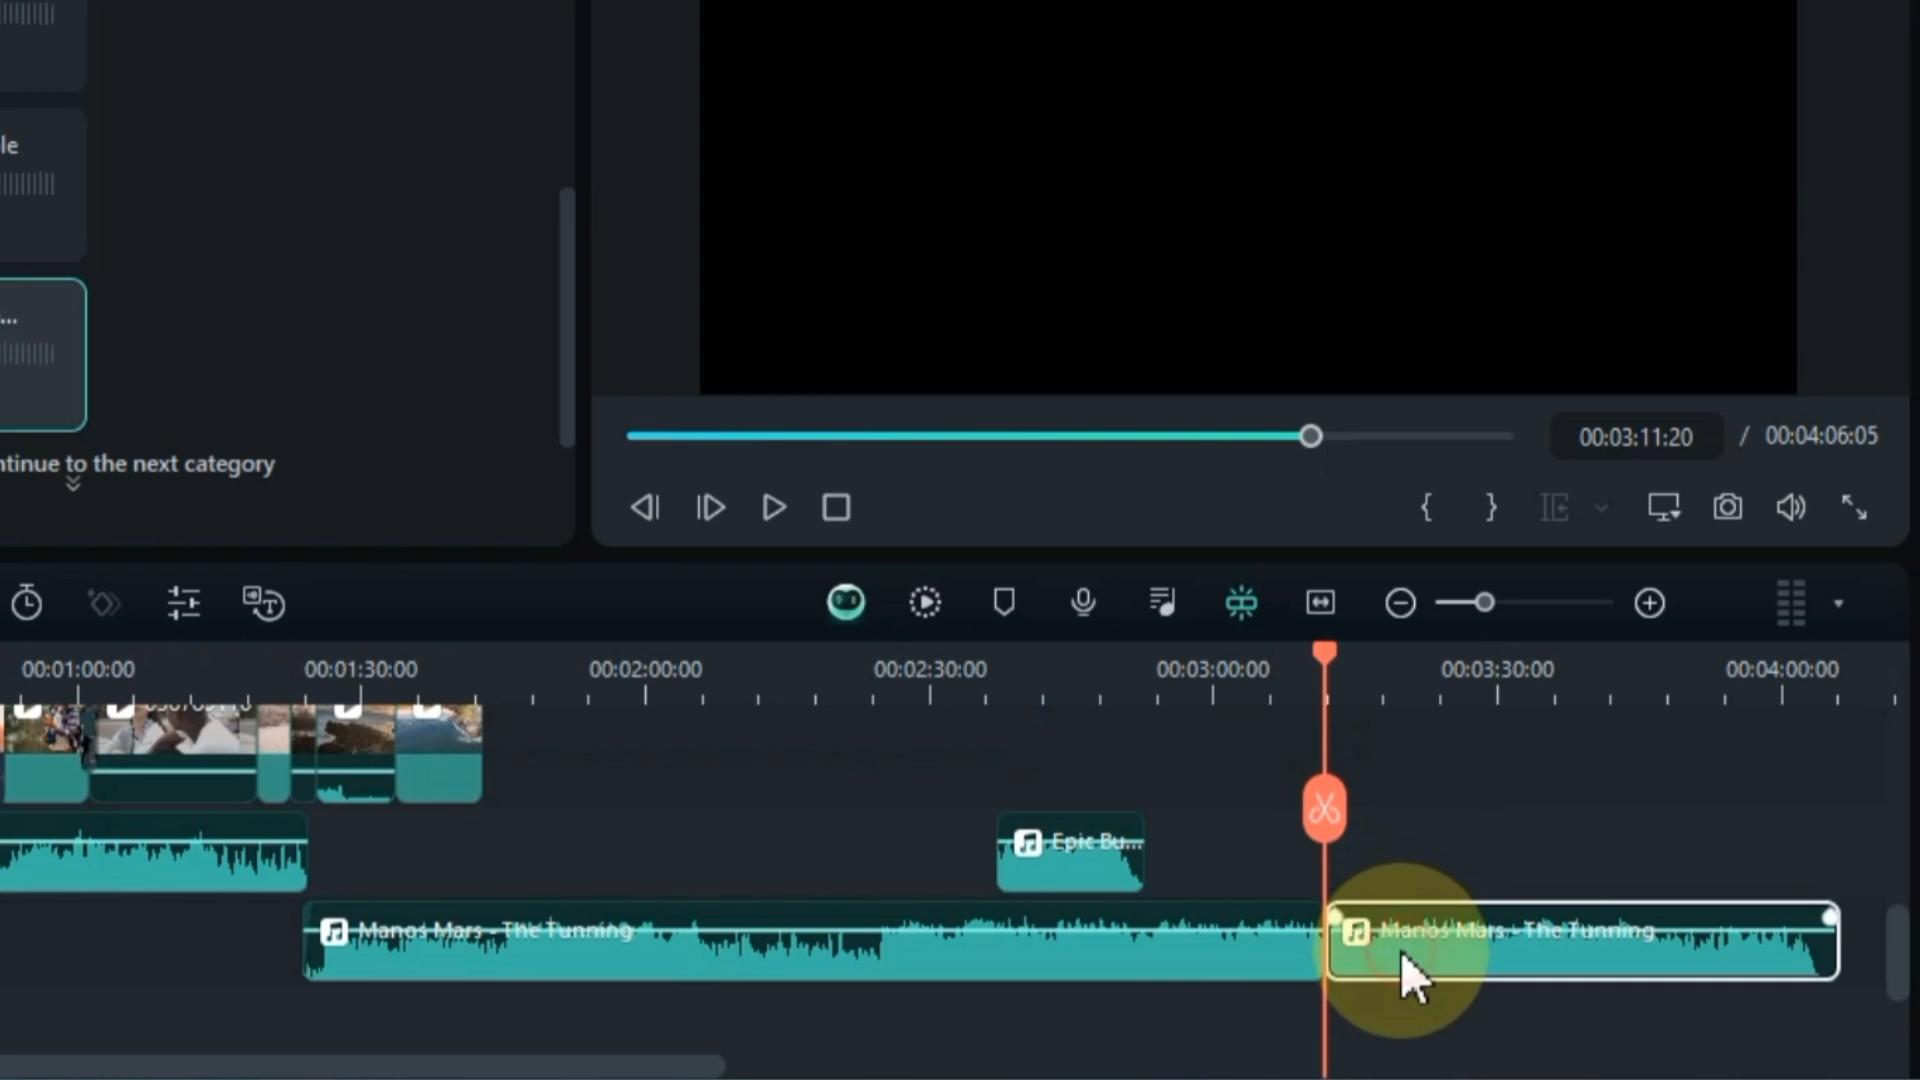 le
...
ntinue to the next category
00:03:11:20 / 00:04:06:05
00:01:00:00 00:01:30:00 00:02:00:00 00:02:30:00 00:03:00:00 00:03:30:00 00:04:00:00
Epic Bu...
Manos Mars - The Tunning
Manos Mars - The Tunning